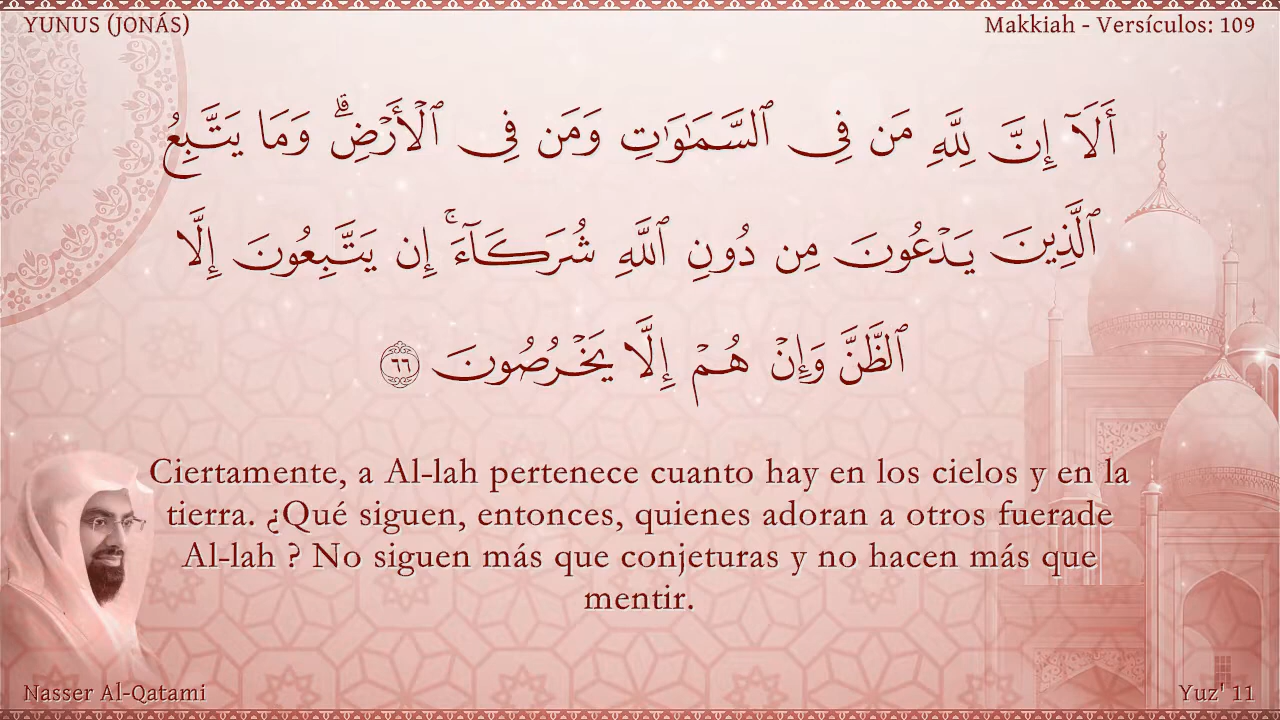 YUNUS (JONÁS)
Makkiah - Versículos: 109
أَلَآ إِنَّ لِلَّهِ مَن فِى ٱلسَّمَـٰوَٰتِ وَمَن فِى ٱلْأَرْضِ ۗ وَمَا يَتَّبِعُ
ٱلَّذِينَ يَدْعُونَ مِن دُونِ ٱللَّهِ شُرَكَآءَ ۚ إِن يَتَّبِعُونَ إِلَّا
ٱلظَّنَّ وَإِنْ هُمْ إِلَّا يَخْرُصُونَ ٦٦
Ciertamente, a Al-lah pertenece cuanto hay en los cielos y en la
tierra. ¿Qué siguen, entonces, quienes adoran a otros fuerade
Al-lah ? No siguen más que conjeturas y no hacen más que
mentir.
Nasser Al-Qatami
Yuz' 11